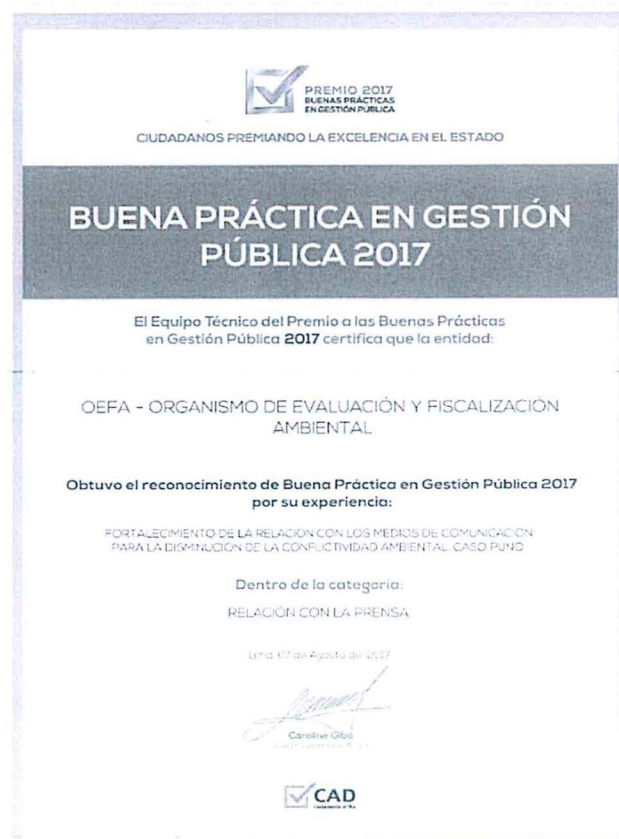 PREMIO 2017
BUENAS PRÁCTICAS
EN GESTIÓN PÚBLICA
CIUDADANOS PREMIANDO LA EXCELENCIA EN EL ESTADO
BUENA PRÁCTICA EN GESTIÓN
PÚBLICA 2017
El Equipo Técnico del Premio a las Buenas Prácticas
en Gestión Pública 2017 certifica que la entidad:
OEFA - ORGANISMO DE EVALUACIÓN Y FISCALIZACIÓN
AMBIENTAL
Obtuvo el reconocimiento de Buena Práctica en Gestión Pública 2017
por su experiencia:
FORTALECIMIENTO DE LA RELACIÓN CON LOS MEDIOS DE COMUNICACIÓN
PARA LA DISMINUCIÓN DE LA CONFLICTIVIDAD AMBIENTAL. CASO PUNO
Dentro de la categoría:
RELACIÓN CON LA PRENSA
Lima, 07 de Agosto del 2017
Caroline Gibu
CAD